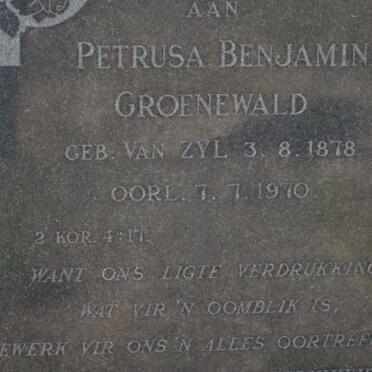 AAN
PETRUSA BENJAMIN
GROENEWALD
GEB. VAN ZYL 3. 8. 1878
OORL. 7. 7. 1970
2 KOR. 4:17.
WANT ONS LIGTE VERDRUKKING
WAT VIR 'N OOMBLIK IS,
EWERK VIR ONS 'N ALLES OORTREF